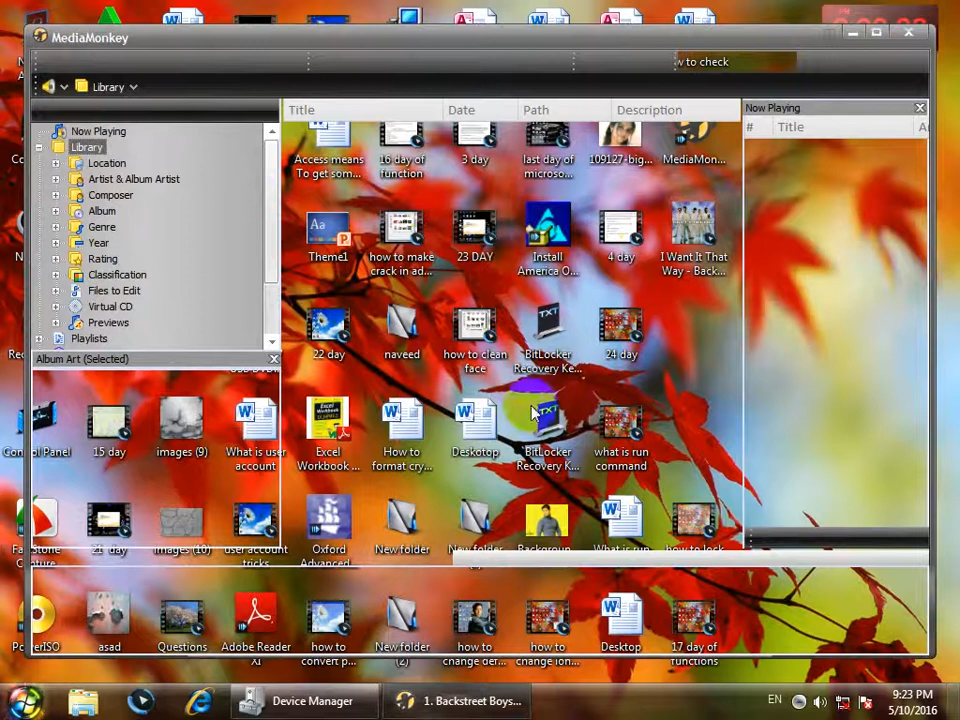 MediaMonkey
w to check
Library
Title Date Path Description
Now Playing
# Title
Now Playing
Library
Location
Artist & Album Artist
Composer
Album
Genre
Year
Rating
Classification
Files to Edit
Virtual CD
Previews
Playlists
Album Art (Selected)
Access means To get som...
16 day of function
3 day
last day of microso...
109127-big...
MediaMon...
Theme1
how to make crack in ad...
23 DAY
Install America O...
4 day
I Want It That Way - Back...
22 day
naveed
how to clean face
BitLocker Recovery Ke...
24 day
Control Panel
15 day
images (9)
What is user account
Excel Workbook ...
How to format cry...
Deskotop
BitLocker Recovery K...
what is run command
21 day
images (10)
user account tricks
Oxford Advanced...
New folder
New folder
Backgroun...
What is run
how to lock
PowerISO
asad
Questions
Adobe Reader XI
how to convert p...
New folder (2)
how to change def...
how to change ion...
Desktop
17 day of functions
Device Manager
1. Backstreet Boys...
EN
9:23 PM
5/10/2016